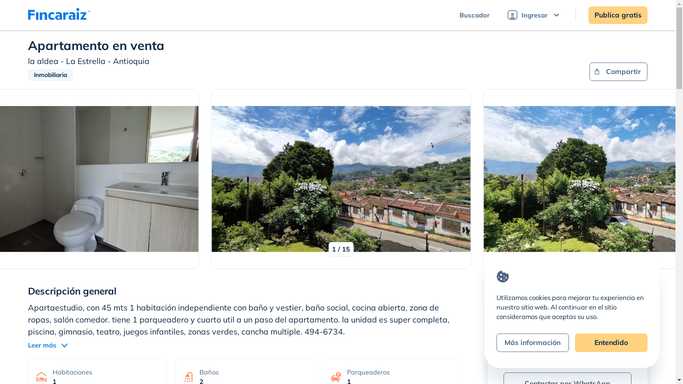 Fincaraiz
Buscador
Ingresar
Publica gratis
Apartamento en venta
la aldea - La Estrella - Antioquia
Inmobiliaria
Compartir
1 / 15
Descripción general
Apartaestudio, con 45 mts 1 habitación independiente con baño y vestier, baño social, cocina abierta, zona de
ropas, salón comedor. tiene 1 parqueadero y cuarto util a un paso del apartamento. la unidad es super completa,
piscina, gimnasio, teatro, juegos infantiles, zonas verdes, cancha multiple. 494-6734.
Leer más
Habitaciones
1
Baños
2
Parqueaderos
1
Utilizamos cookies para mejorar tu experiencia en
nuestro sitio web. Al continuar en el sitio
consideramos que aceptas su uso.
Más información
Entendido
Contactar por WhatsApp